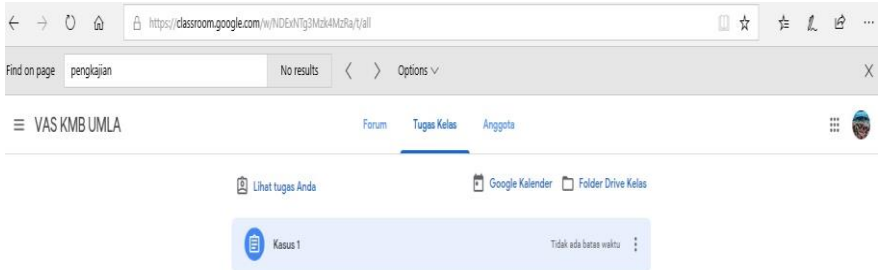 https://classroom.google.com/w/NDExNTg3Mzk4MzRa/t/all
Find on page pengkajian No results Options
VAS KMB UMLA Forum Tugas Kelas Anggota
Lihat tugas Anda Google Kalender Folder Drive Kelas
Kasus 1 Tidak ada batas waktu